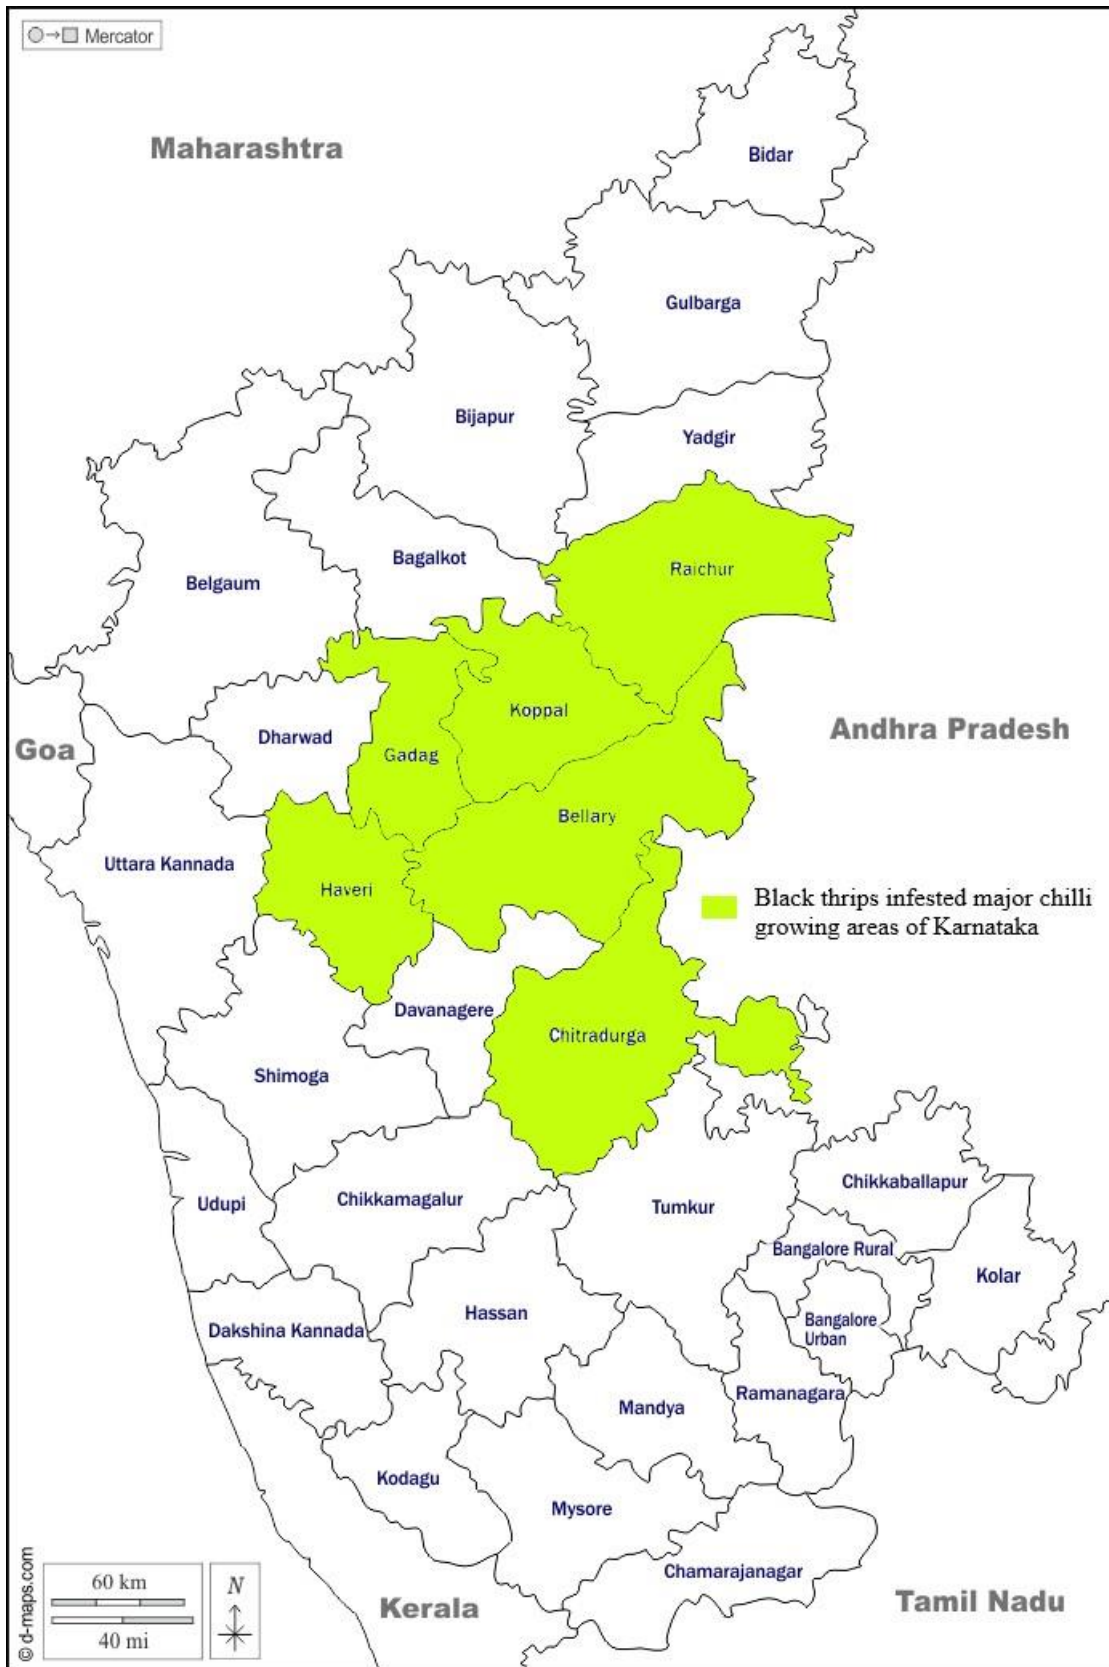 Mercator
Maharashtra
Bidar
Gulbarga
Bijapur
Yadgir
Raichur
Bagalkot
Belgaum
Koppal
Andhra Pradesh
Goa
Dharwad
Gadag
Bellary
Uttara Kannada
Haveri
Black thrips infested major chilli
growing areas of Karnataka
Davanagere
Chitradurga
Shimoga
Chikkaballapur
Udupi
Chikkamagalur
Tumkur
Bangalore Rural
Kolar
Hassan
Dakshina Kannada
Bangalore
Urban
Ramanagara
Mandya
Kodagu
Mysore
Chamarajanagar
Kerala
Tamil Nadu
60 km
40 mi
N
© d-maps.com